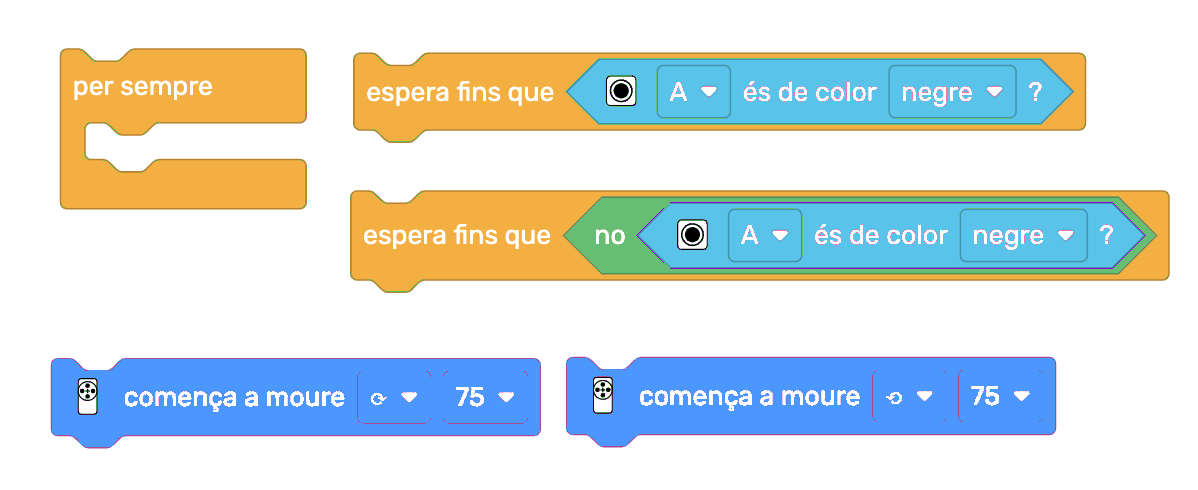 per sempre
espera fins que A és de color negre ?
espera fins que no A és de color negre ?
comença a moure 75
comença a moure 75